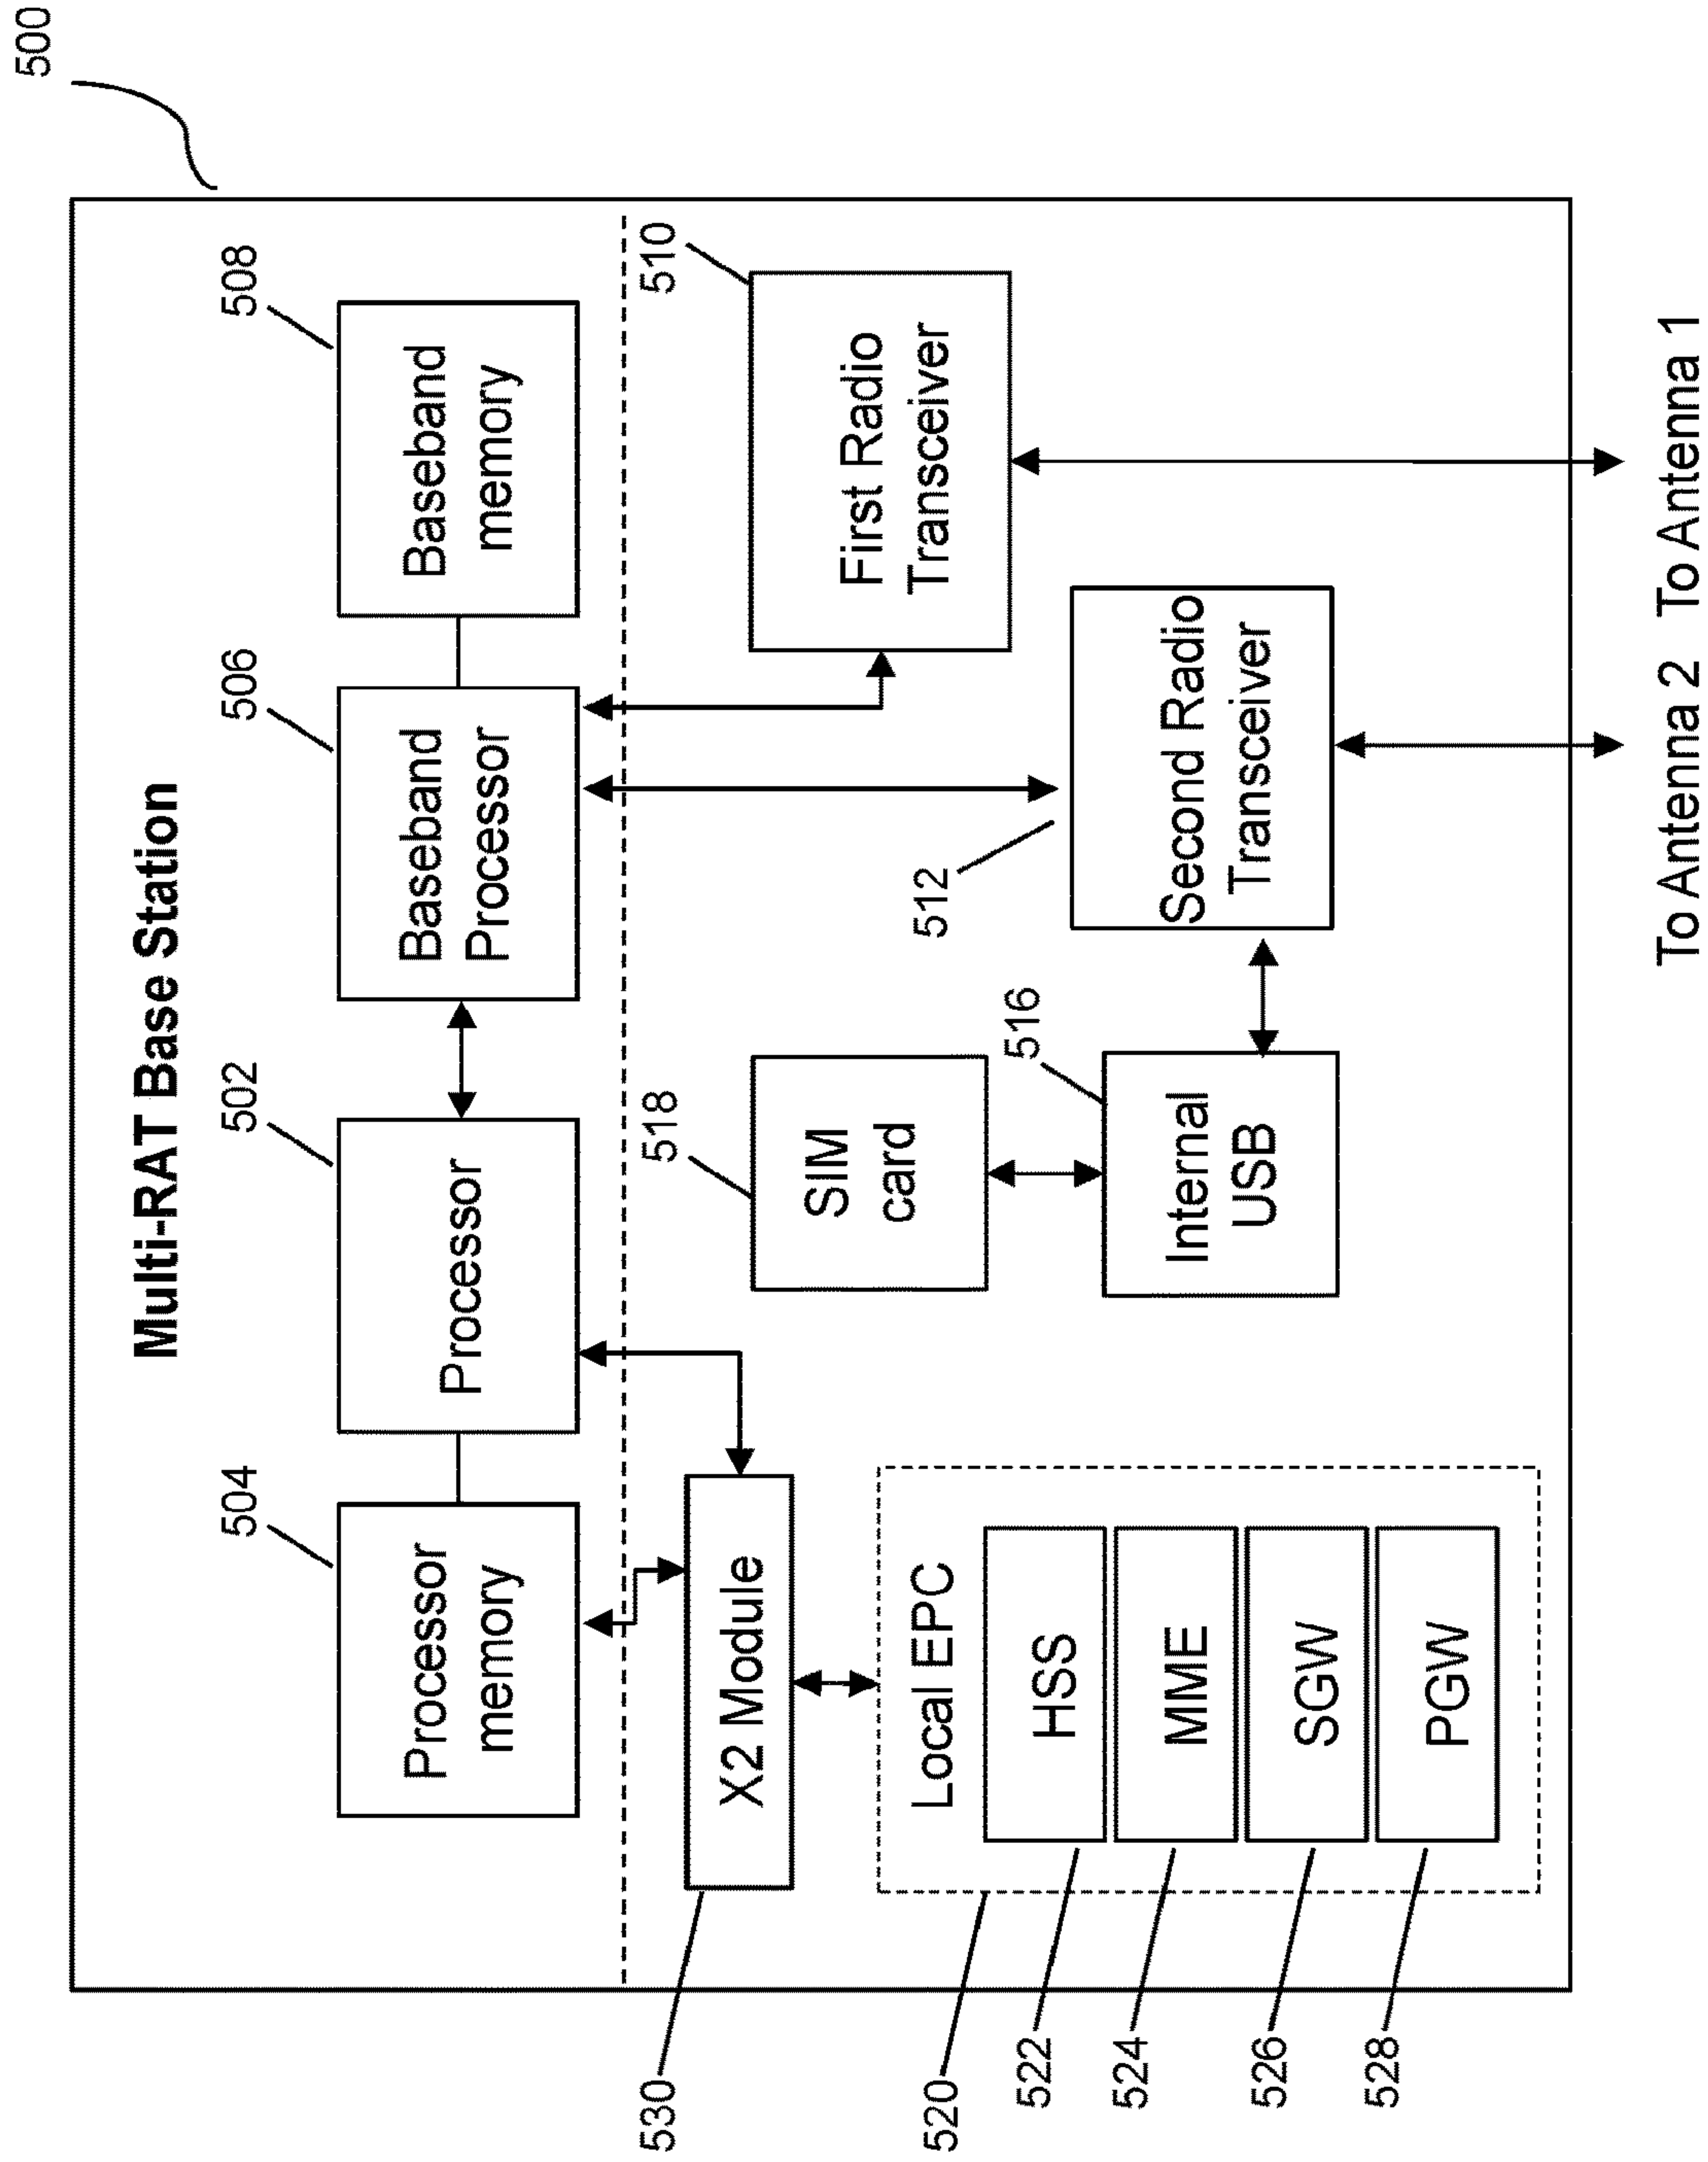 500
Multi-RAT Base Station
504
502
506
508
Processor
memory
Processor
Baseband
Processor
Baseband
memory
530
518
510
X2 Module
SIM
card
First Radio
Transceiver
520
Local EPC
512
522
HSS
516
524
MME
Internal
USB
Second Radio
Transceiver
526
SGW
528
PGW
To Antenna 2
To Antenna 1